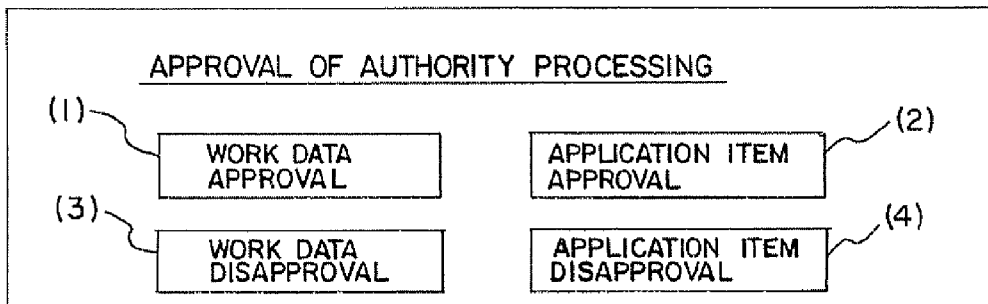 APPROVAL OF AUTHORITY PROCESSING
(1)
WORK DATA
APPROVAL
(2)
APPLICATION ITEM
APPROVAL
(3)
WORK DATA
DISAPPROVAL
(4)
APPLICATION ITEM
DISAPPROVAL